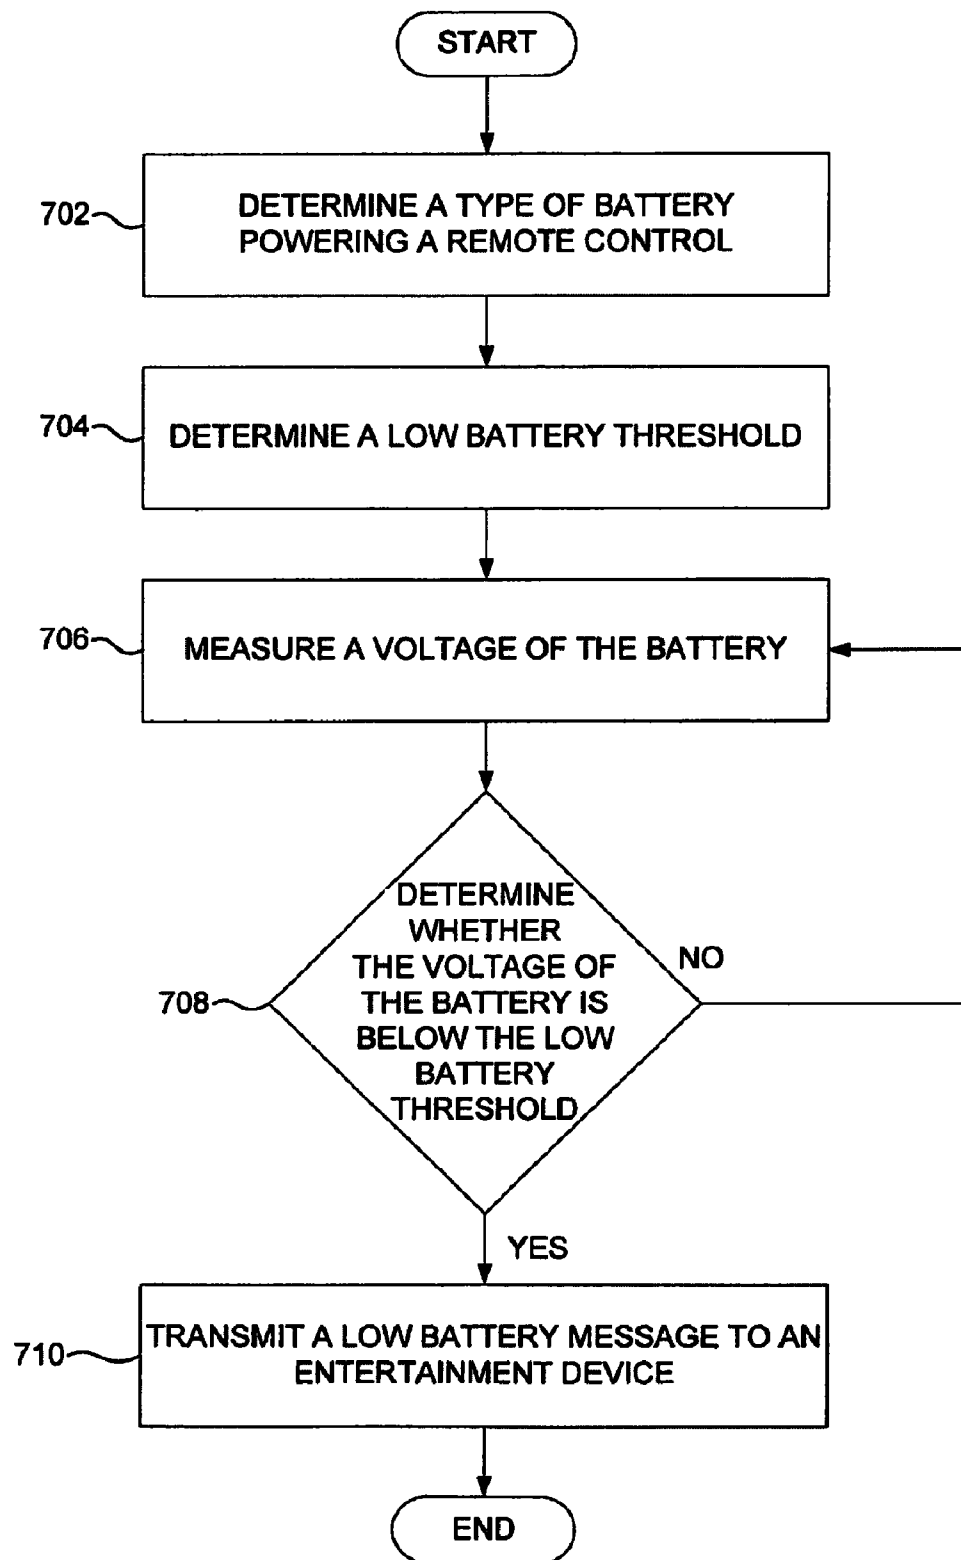 START
702
DETERMINE A TYPE OF BATTERY
POWERING A REMOTE CONTROL
704
DETERMINE A LOW BATTERY THRESHOLD
706
MEASURE A VOLTAGE OF THE BATTERY
708
DETERMINE
WHETHER
THE VOLTAGE OF
THE BATTERY IS
BELOW THE LOW
BATTERY
THRESHOLD
NO
YES
710
TRANSMIT A LOW BATTERY MESSAGE TO AN
ENTERTAINMENT DEVICE
END